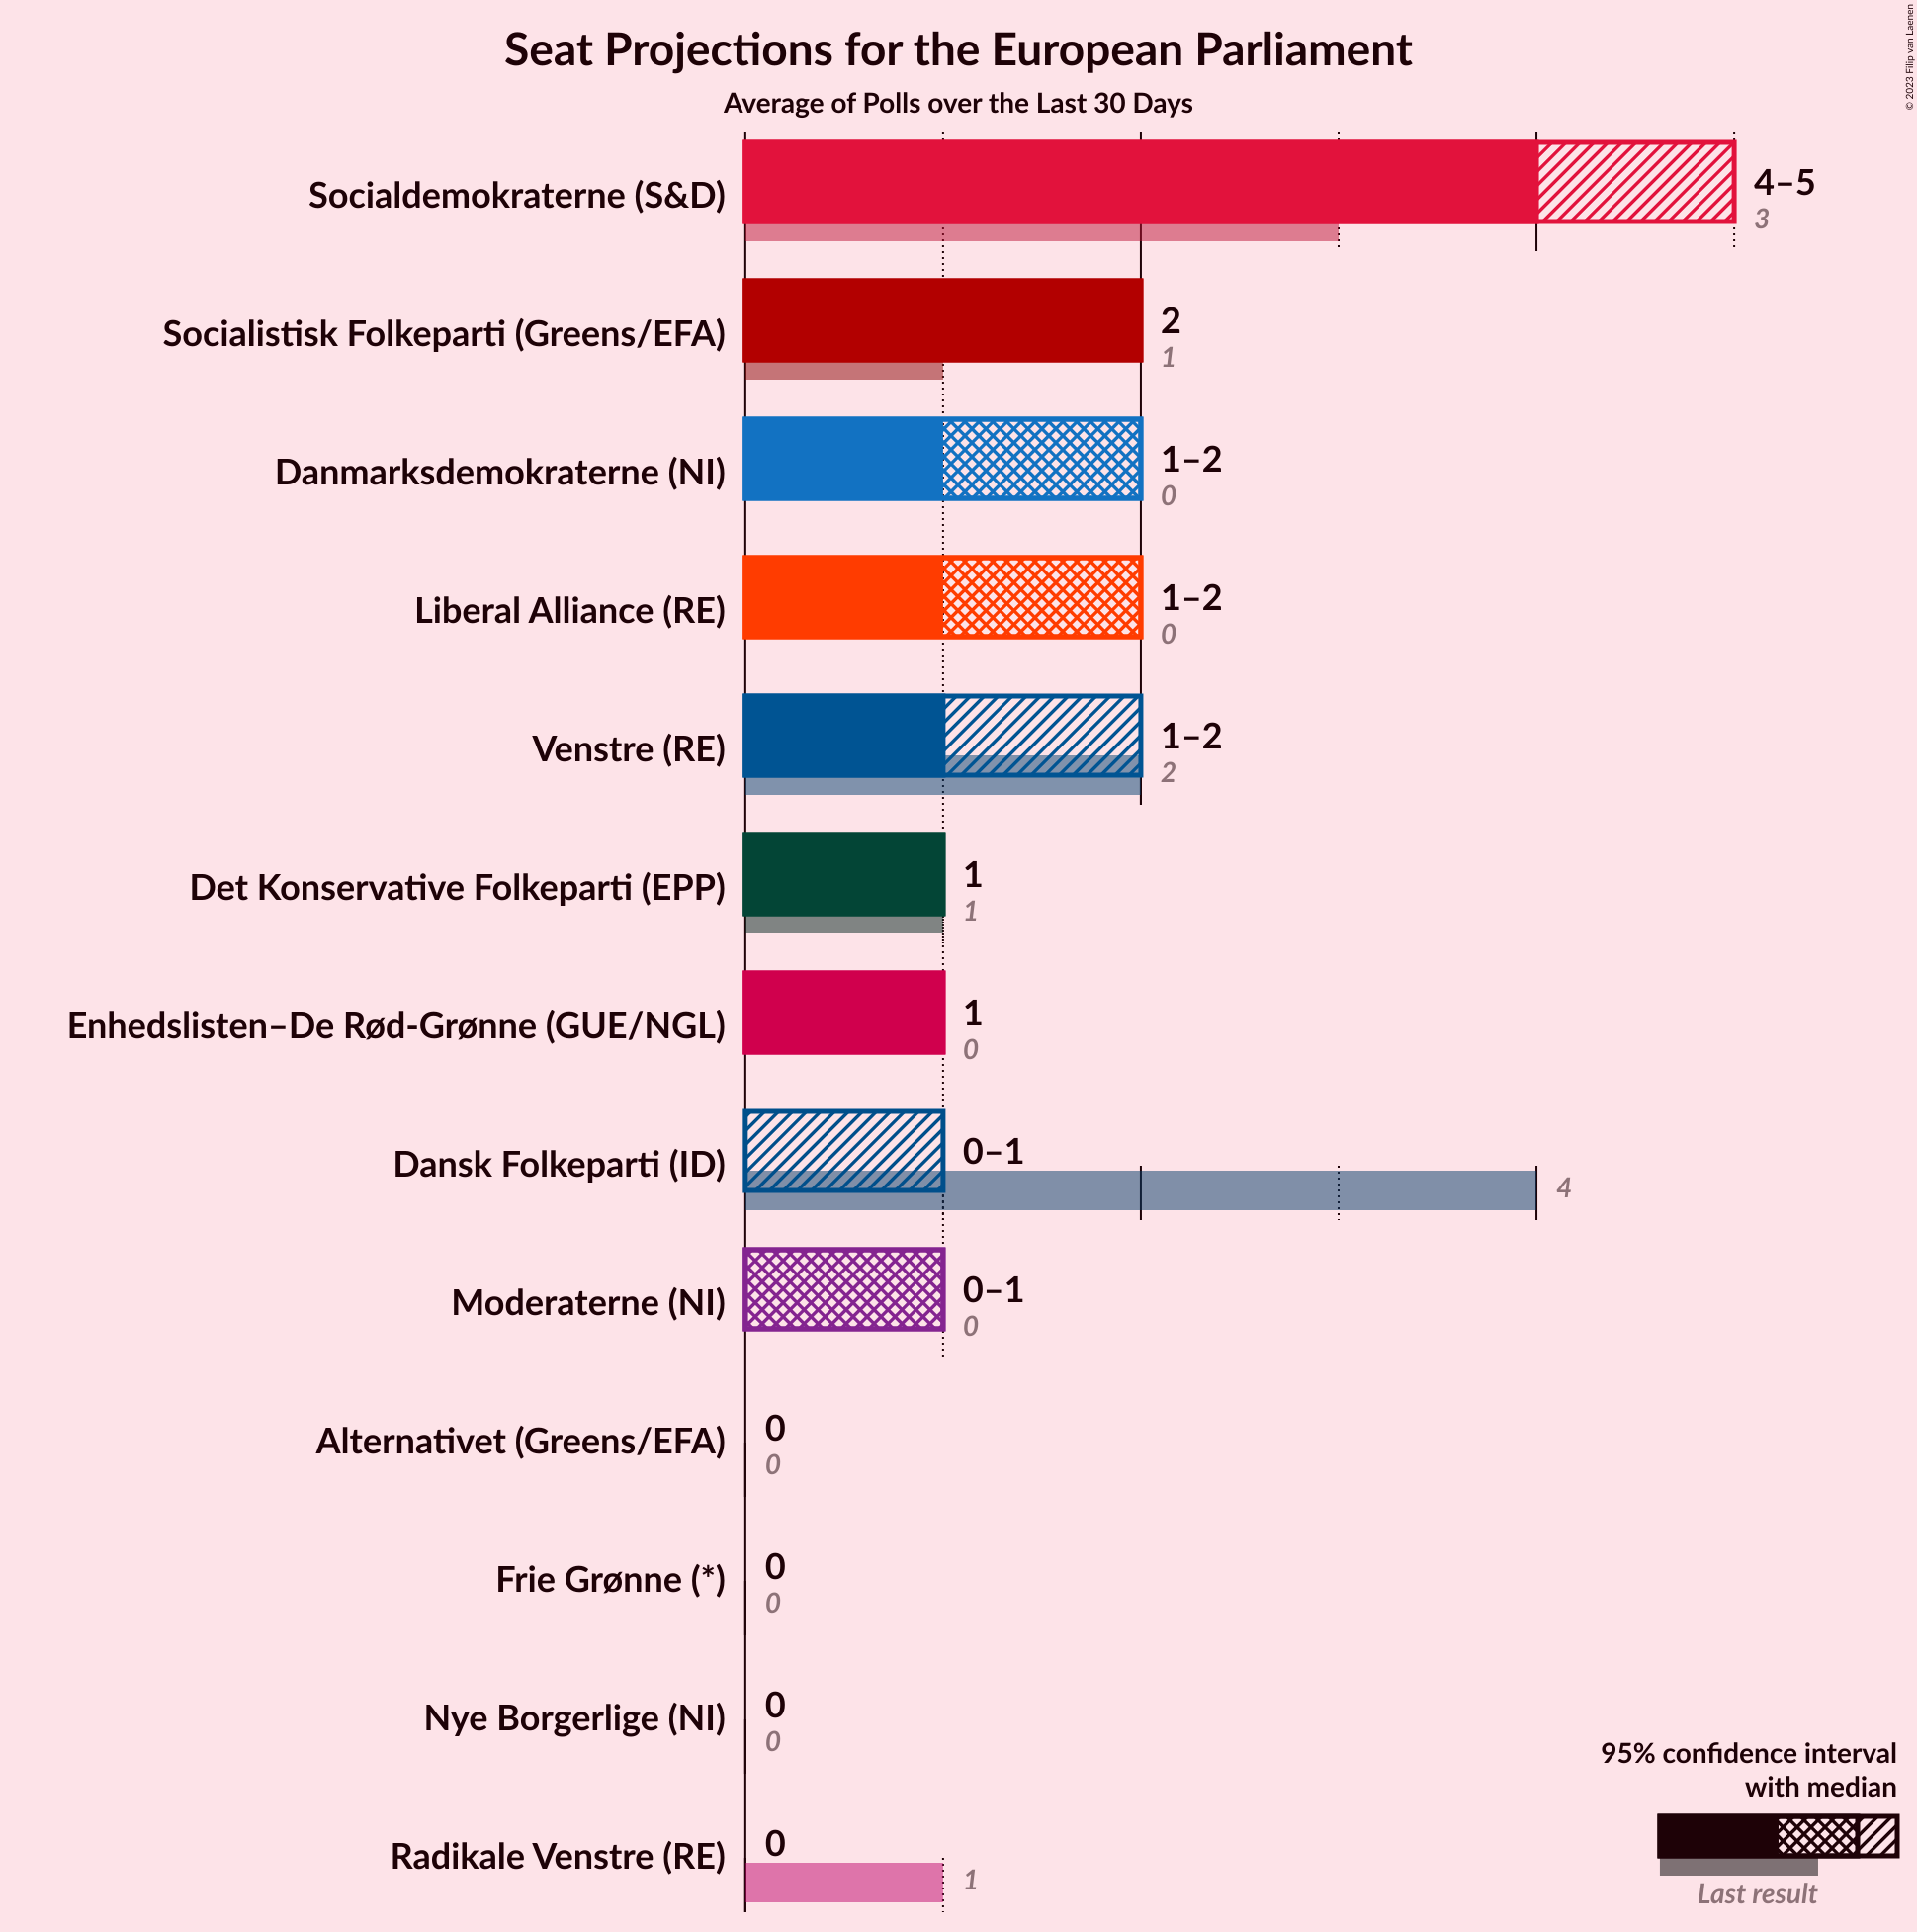 Seat Projections for the European Parliament
Average of Polls over the Last 30 Days
© 2023 Filip van Laenen
Socialdemokraterne (S&D)
4–5
3
Socialistisk Folkeparti (Greens/EFA)
2
1
Danmarksdemokraterne (NI)
1–2
0
Liberal Alliance (RE)
1–2
0
Venstre (RE)
1–2
2
Det Konservative Folkeparti (EPP)
1
1
Enhedslisten–De Rød-Grønne (GUE/NGL)
1
0
Dansk Folkeparti (ID)
0–1
4
Moderaterne (NI)
0–1
0
Alternativet (Greens/EFA)
0
0
Frie Grønne (*)
0
0
Nye Borgerlige (NI)
0
0
Radikale Venstre (RE)
0
1
95% confidence interval
with median
Last result